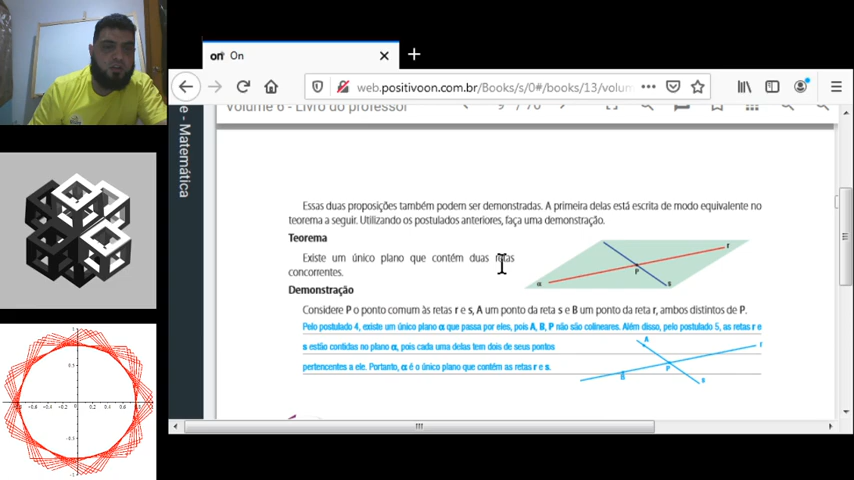 on On
web.positivoon.com.br/Books/s/0#/books/13/volum
Volume 6 - Livro do professor
9 / 70
e - Matemática
Essas duas proposições também podem ser demonstradas. A primeira delas está escrita de modo equivalente no
teorema a seguir. Utilizando os postulados anteriores, faça uma demonstração.
Teorema
Existe um único plano que contém duas retas
concorrentes.
r
P
α
s
Demonstração
Considere P o ponto comum às retas r e s, A um ponto da reta s e B um ponto da reta r, ambos distintos de P.
Pelo postulado 4, existe um único plano α que passa por eles, pois A, B, P não são colineares. Além disso, pelo postulado 5, as retas r e
s estão contidas no plano α, pois cada uma delas tem dois de seus pontos
pertencentes a ele. Portanto, α é o único plano que contém as retas r e s.
A
r
P
B
s